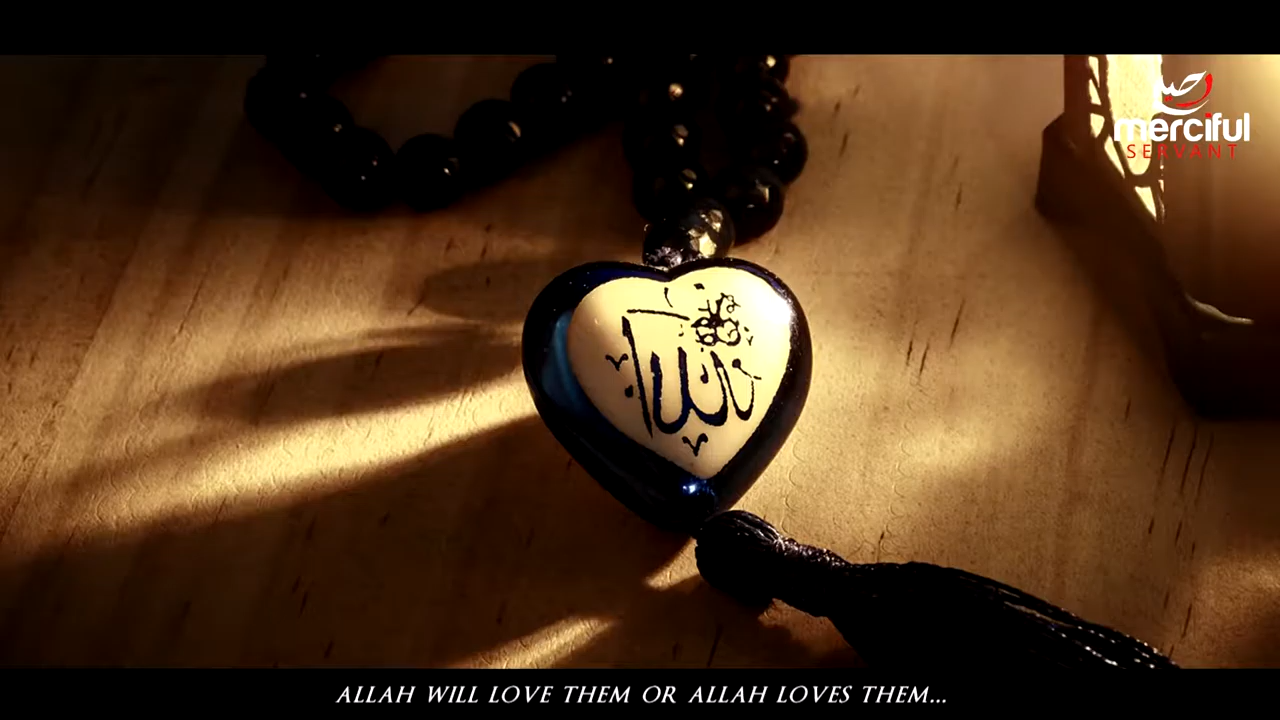 merciful
SERVANT
الله
ALLAH WILL LOVE THEM OR ALLAH LOVES THEM...